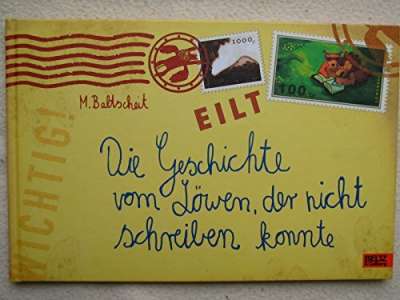 1000,-
100,-
M. Baltscheit
EILT
WICHTIG!
Die Geschichte
vom Löwen, der nicht
schreiben konnte
BELTZ